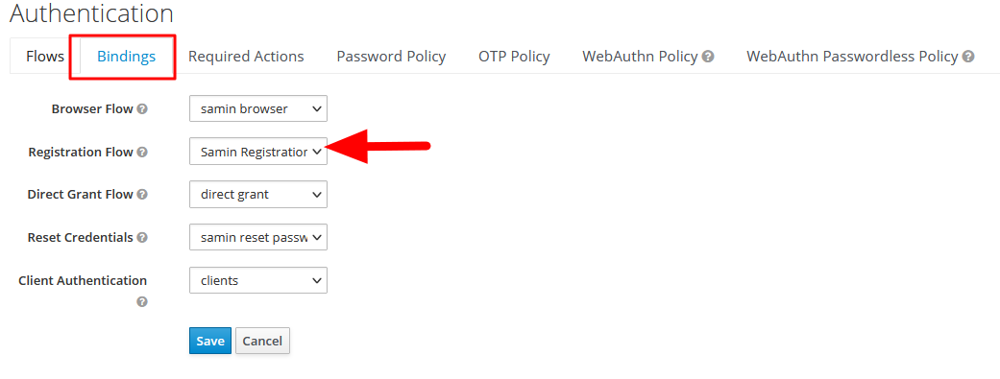 Authentication
Flows Bindings Required Actions Password Policy OTP Policy WebAuthn Policy ? WebAuthn Passwordless Policy ?
Browser Flow ? samin browser
Registration Flow ? Samin Registration
Direct Grant Flow ? direct grant
Reset Credentials ? samin reset passw
Client Authentication clients
?
Save Cancel